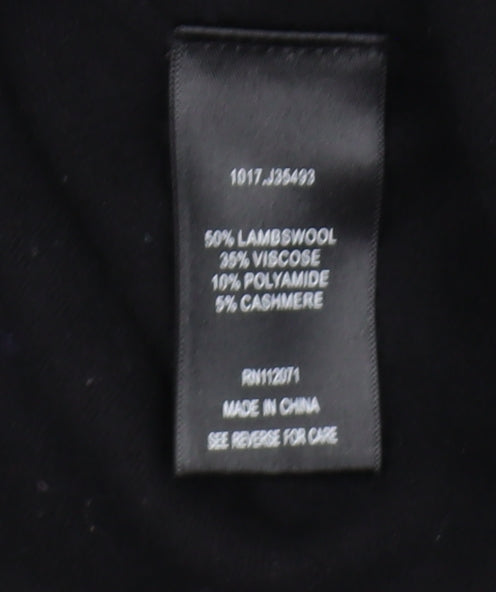 1017.J35493
50% LAMBSWOOL
35% VISCOSE
10% POLYAMIDE
5% CASHMERE
RN112071
MADE IN CHINA
SEE REVERSE FOR CARE